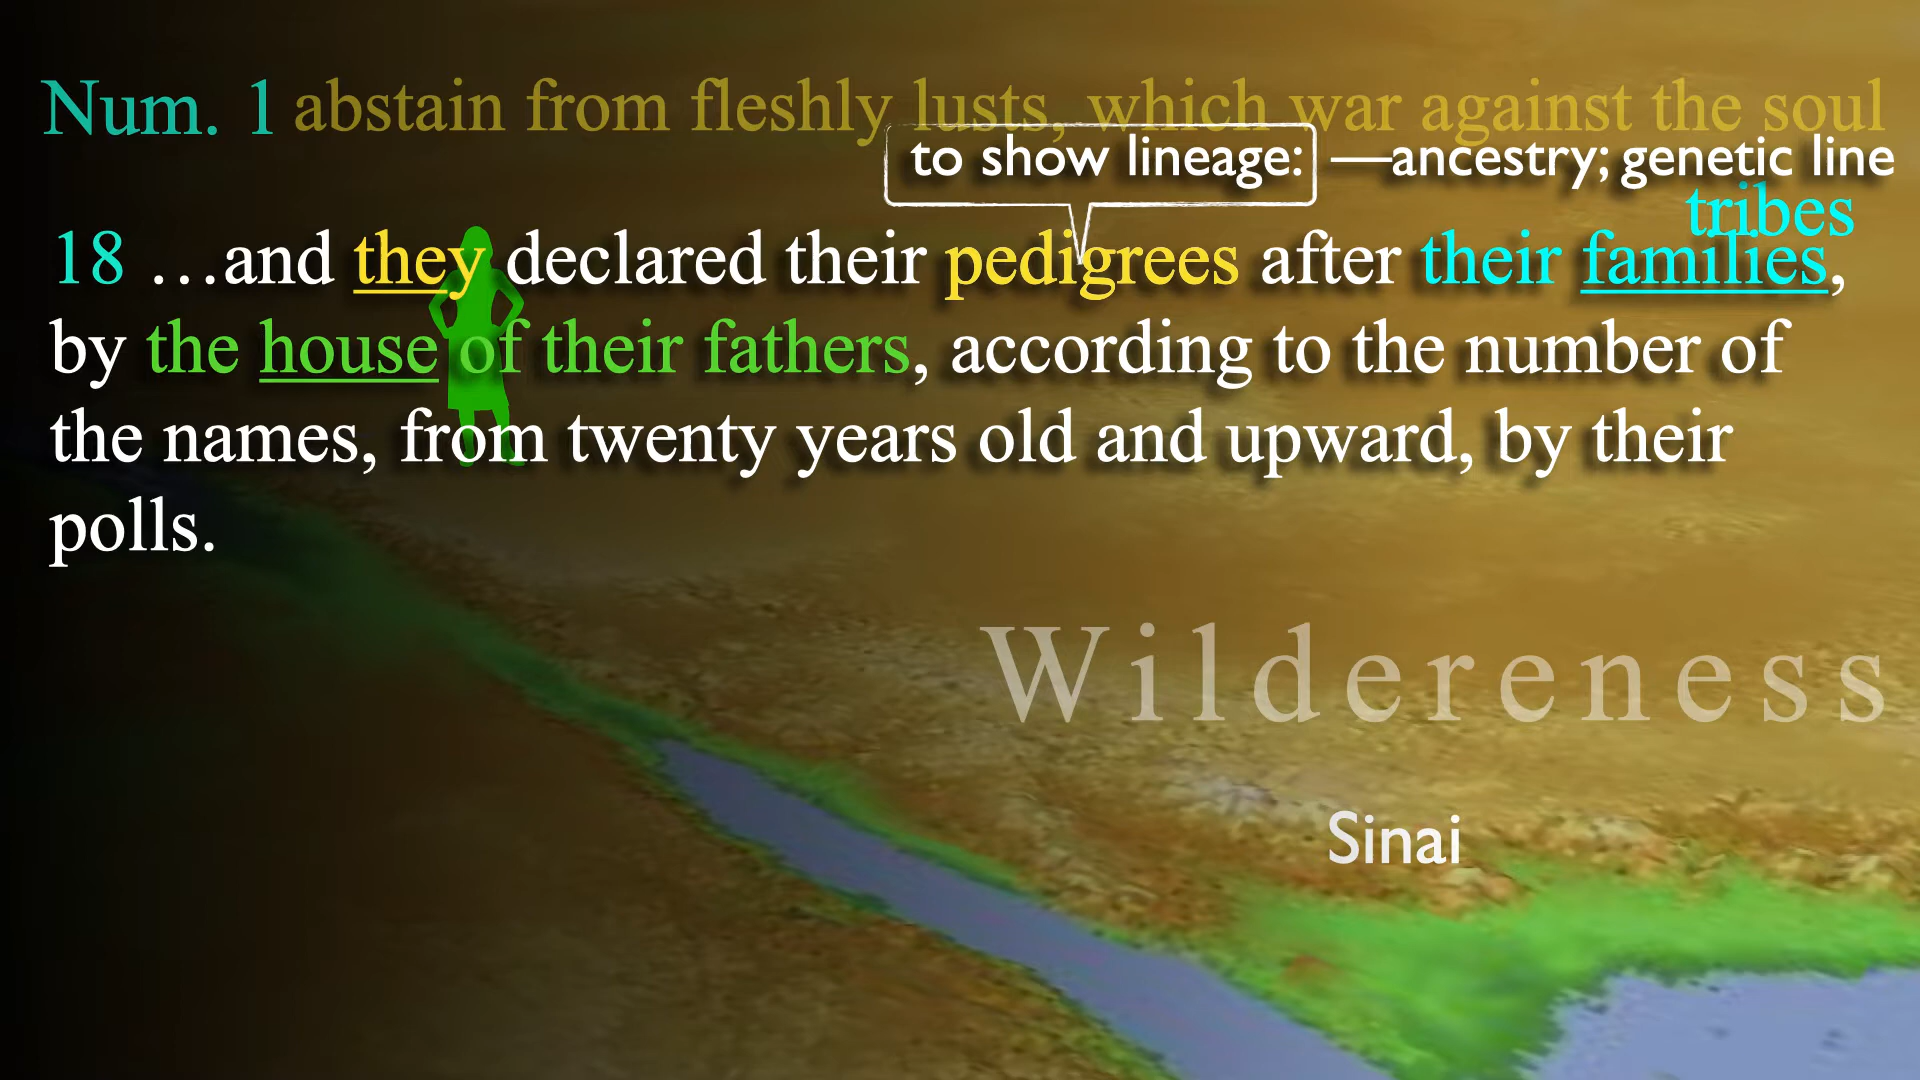 Num. 1 abstain from fleshly lusts, which war against the soul
to show lineage: —ancestry; genetic line
tribes
18 …and they declared their pedigrees after their families,
by the house of their fathers, according to the number of
the names, from twenty years old and upward, by their
polls.
Wildereness
Sinai